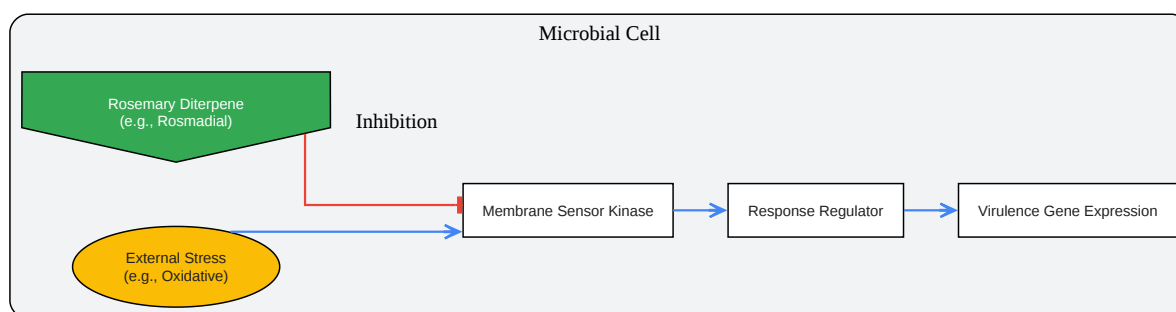 Microbial Cell
Rosemary Diterpene
(e.g., Rosmadial)
Inhibition
Membrane Sensor Kinase
Response Regulator
Virulence Gene Expression
External Stress
(e.g., Oxidative)